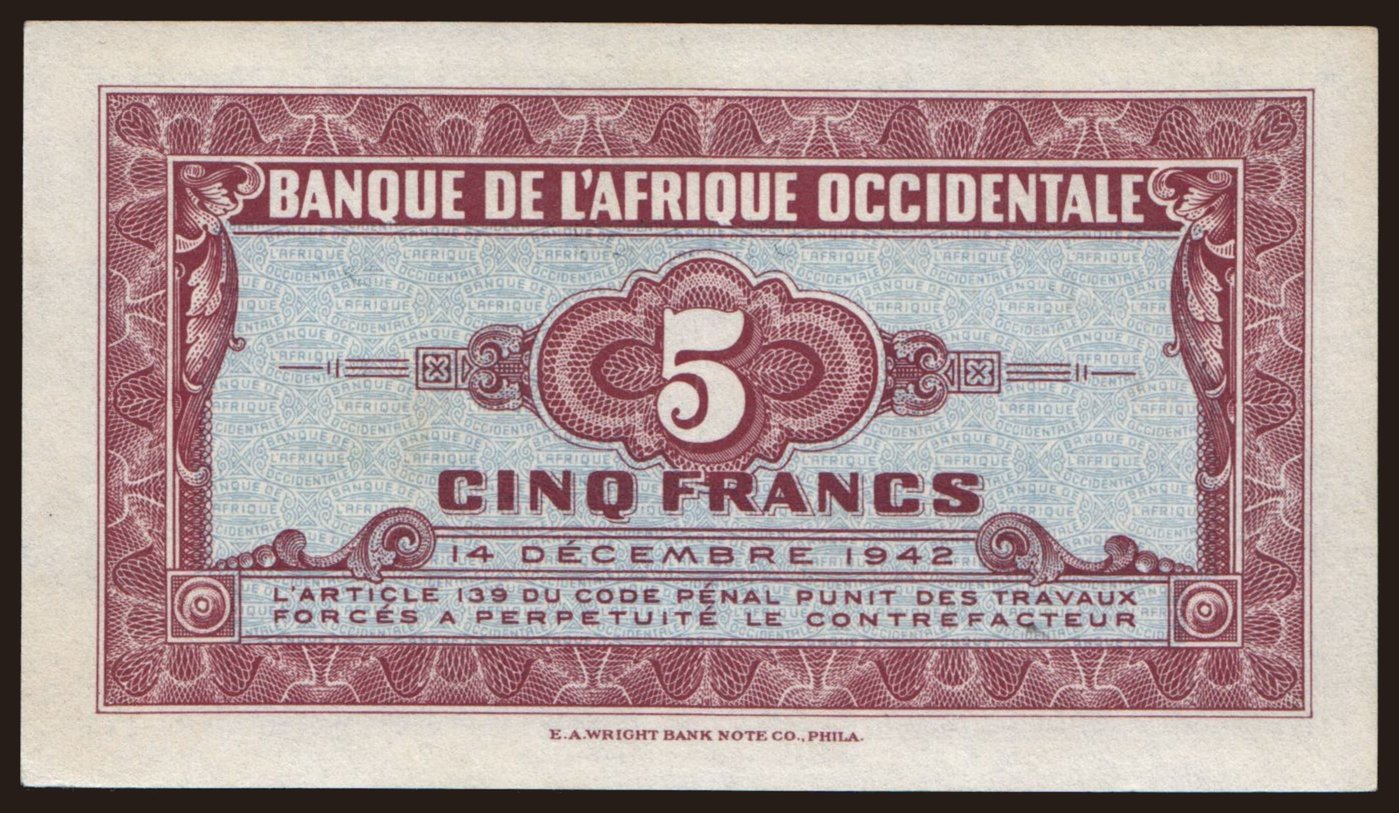 BANQUE DE L'AFRIQUE OCCIDENTALE
5
CINQ FRANCS
14 DÉCEMBRE 1942
L'ARTICLE 139 DU CODE PÉNAL PUNIT DES TRAVAUX
FORCÉS A PERPETUITÉ LE CONTREFACTEUR
E.A.WRIGHT BANK NOTE CO., PHILA.